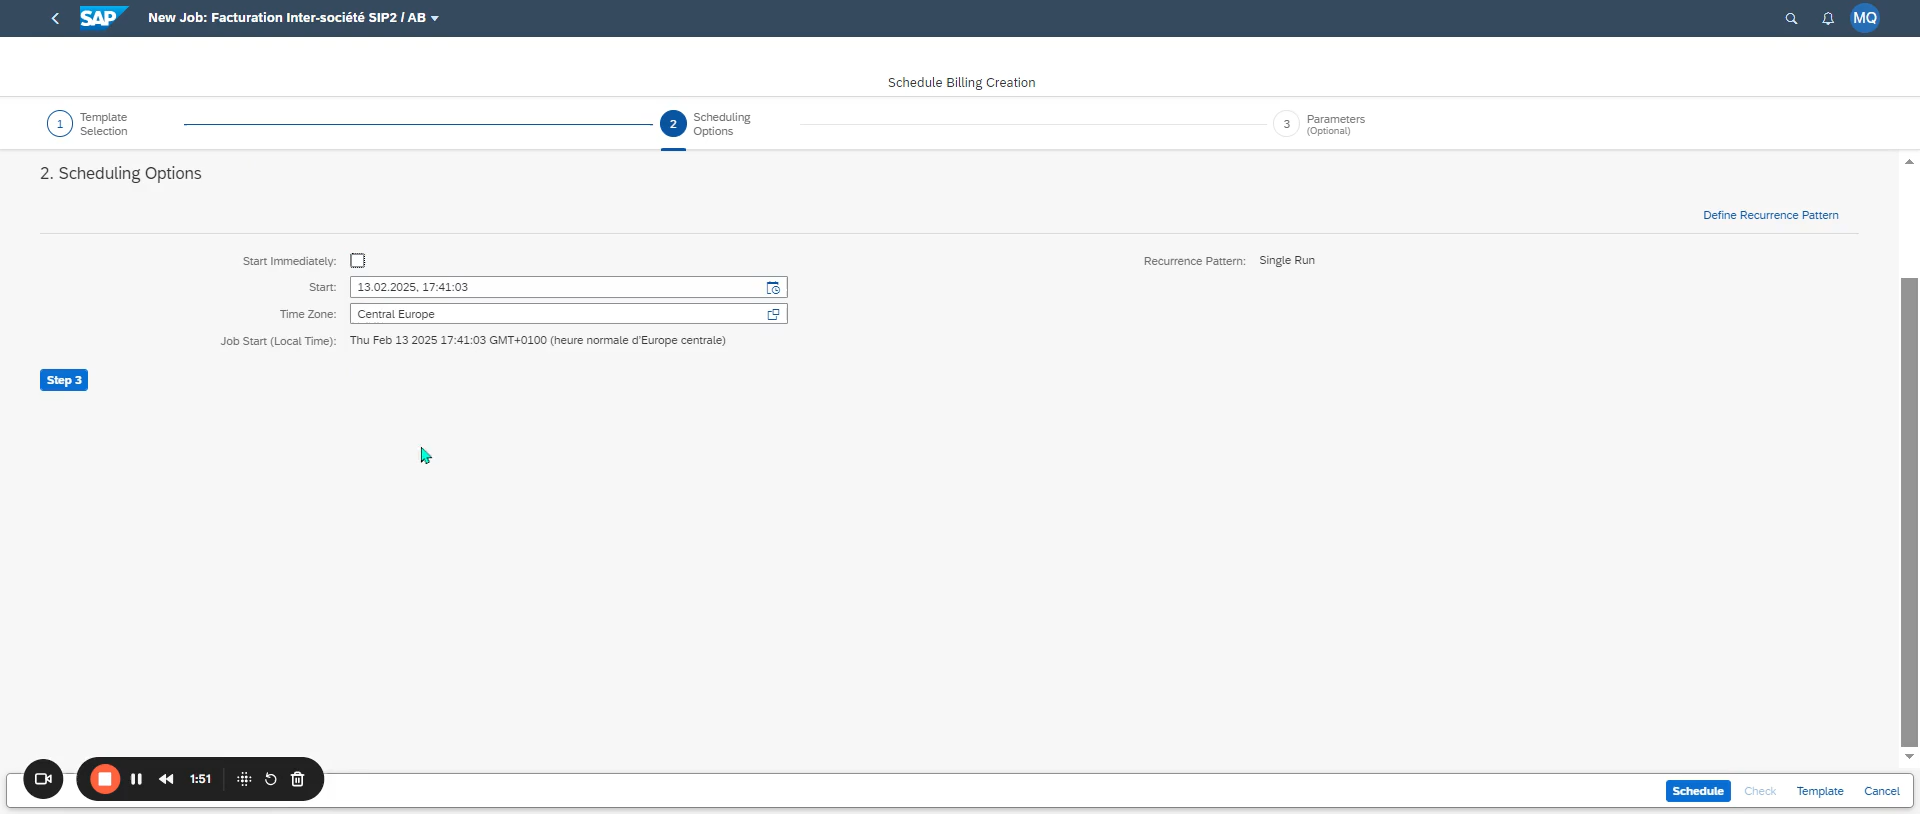 SAP New Job: Facturation Inter-société SIP2 / AB MQ
Schedule Billing Creation
1 Template Selection
2 Scheduling Options
3 Parameters (Optional)
2. Scheduling Options
Define Recurrence Pattern
Start Immediately:
Recurrence Pattern: Single Run
Start: 13.02.2025, 17:41:03
Time Zone: Central Europe
Job Start (Local Time): Thu Feb 13 2025 17:41:03 GMT+0100 (heure normale d'Europe centrale)
Step 3
1:51
Schedule Check Template Cancel